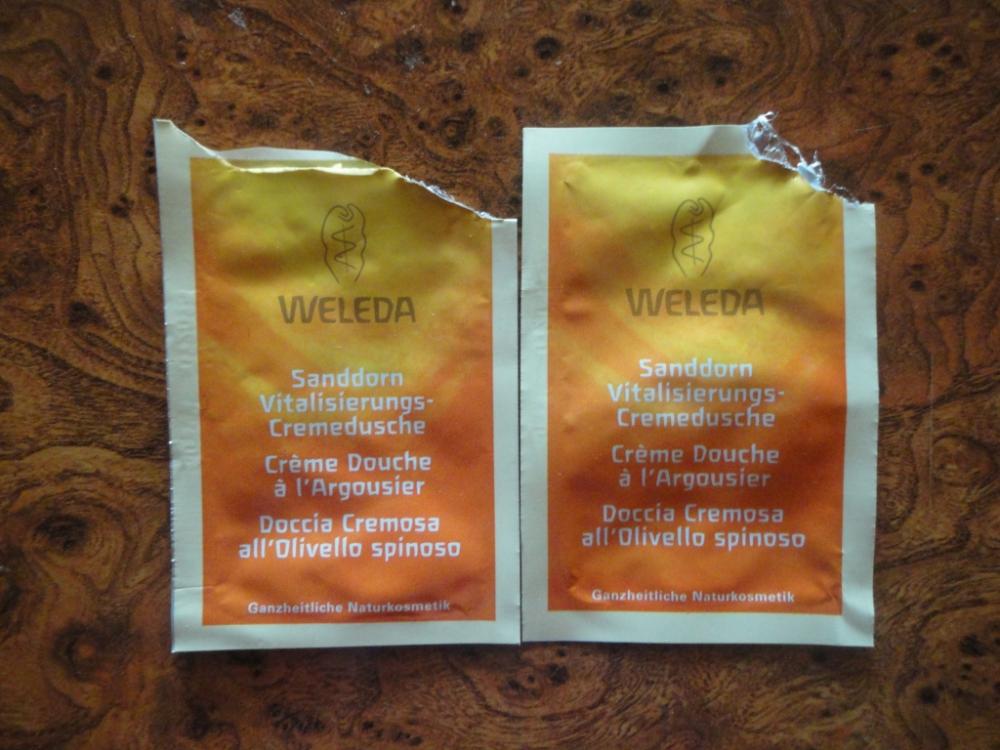 WELEDA
Sanddorn
Vitalisierungs-
Cremedusche
Crème Douche
à l'Argousier
Doccia Cremosa
all'Olivello spinoso
Ganzheitliche Naturkosmetik
WELEDA
Sanddorn
Vitalisierungs-
Cremedusche
Crème Douche
à l'Argousier
Doccia Cremosa
all'Olivello spinoso
Ganzheitliche Naturkosmetik